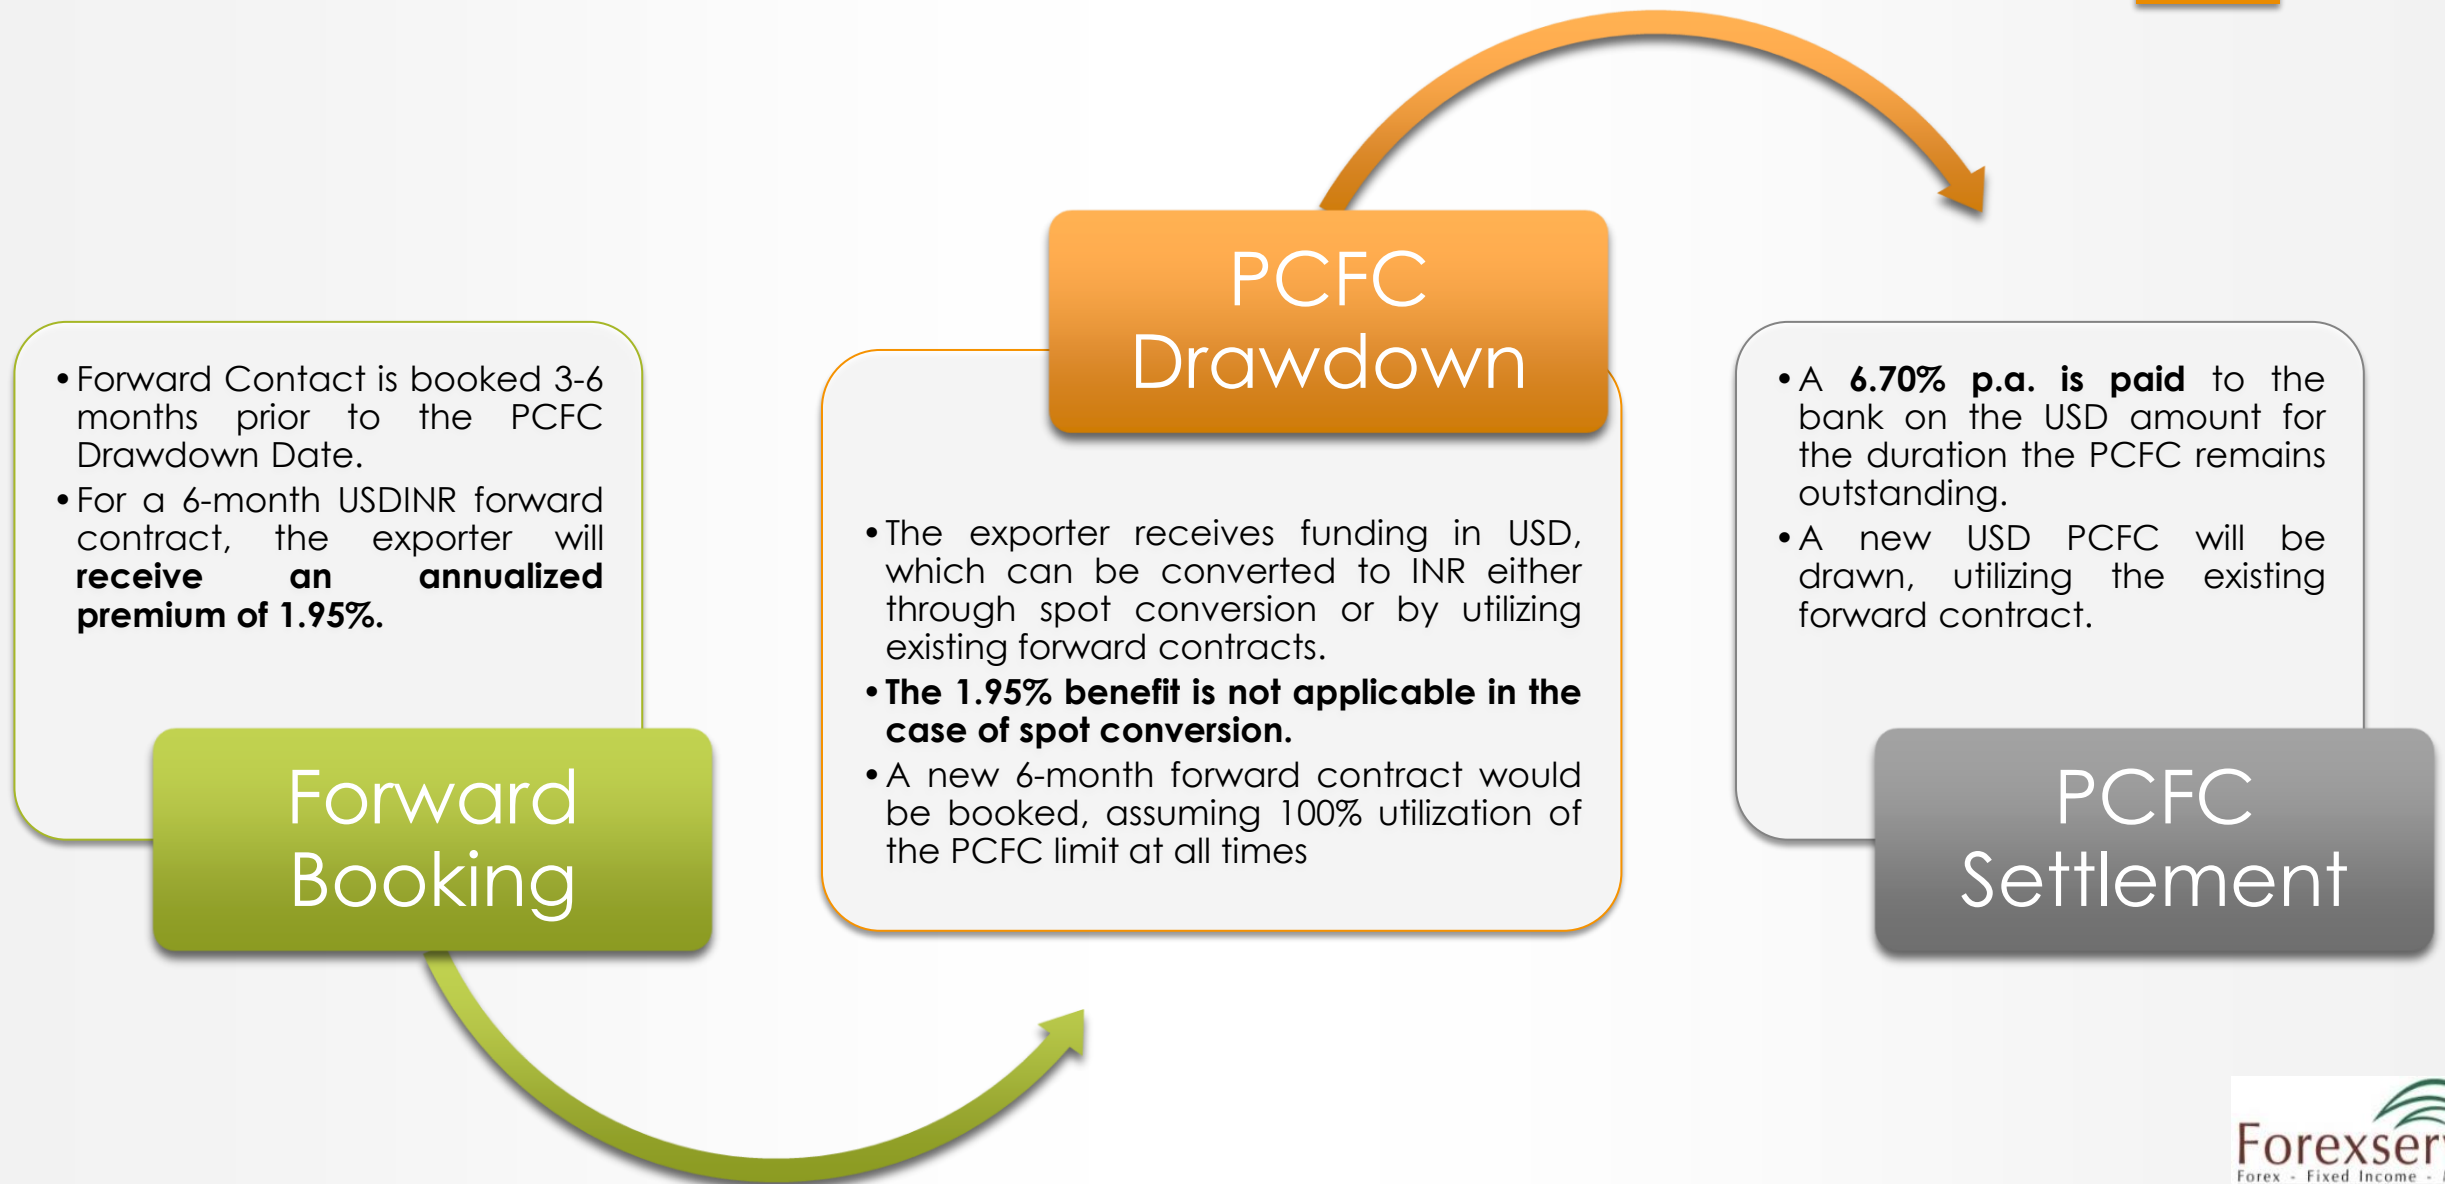 • Forward Contact is booked 3-6
months prior to the PCFC
Drawdown Date.
• For a 6-month USDINR forward
contract, the exporter will
receive an annualized
premium of 1.95%.
Forward
Booking
PCFC
Drawdown
• The exporter receives funding in USD,
which can be converted to INR either
through spot conversion or by utilizing
existing forward contracts.
• The 1.95% benefit is not applicable in the
case of spot conversion.
• A new 6-month forward contract would
be booked, assuming 100% utilization of
the PCFC limit at all times
• A 6.70% p.a. is paid to the
bank on the USD amount for
the duration the PCFC remains
outstanding.
• A new USD PCFC will be
drawn, utilizing the existing
forward contract.
PCFC
Settlement
Forex - Fixed Income -